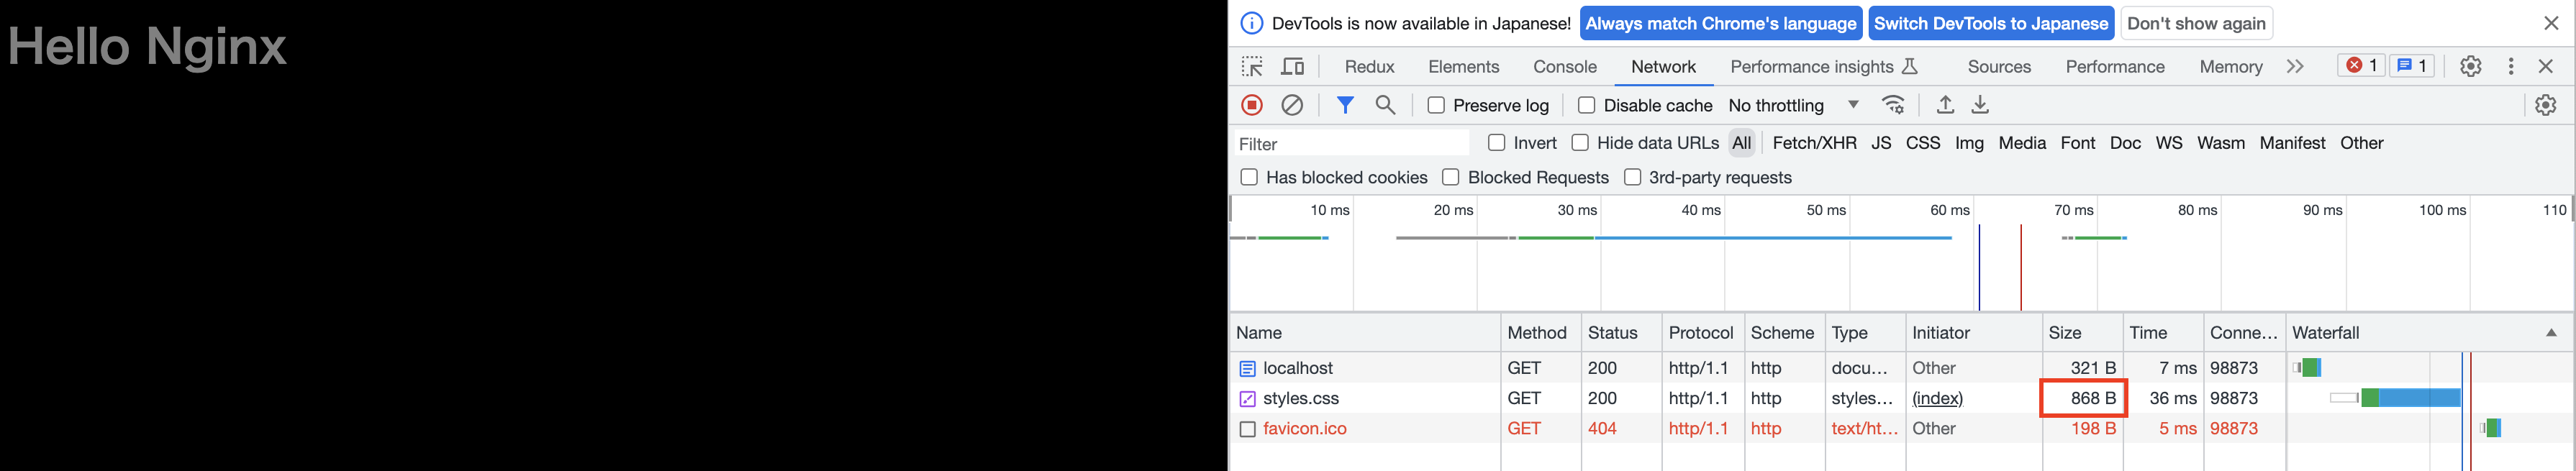 Hello Nginx
DevTools is now available in Japanese! Always match Chrome's language Switch DevTools to Japanese Don't show again
Redux Elements Console Network Performance insights Sources Performance Memory 1 1
Preserve log Disable cache No throttling
Filter Invert Hide data URLs All Fetch/XHR JS CSS Img Media Font Doc WS Wasm Manifest Other
Has blocked cookies Blocked Requests 3rd-party requests
10 ms 20 ms 30 ms 40 ms 50 ms 60 ms 70 ms 80 ms 90 ms 100 ms 110
Name Method Status Protocol Scheme Type Initiator Size Time Conne... Waterfall
localhost GET 200 http/1.1 http docu... Other 321 B 7 ms 98873
styles.css GET 200 http/1.1 http styles... (index) 868 B 36 ms 98873
favicon.ico GET 404 http/1.1 http text/ht... Other 198 B 5 ms 98873